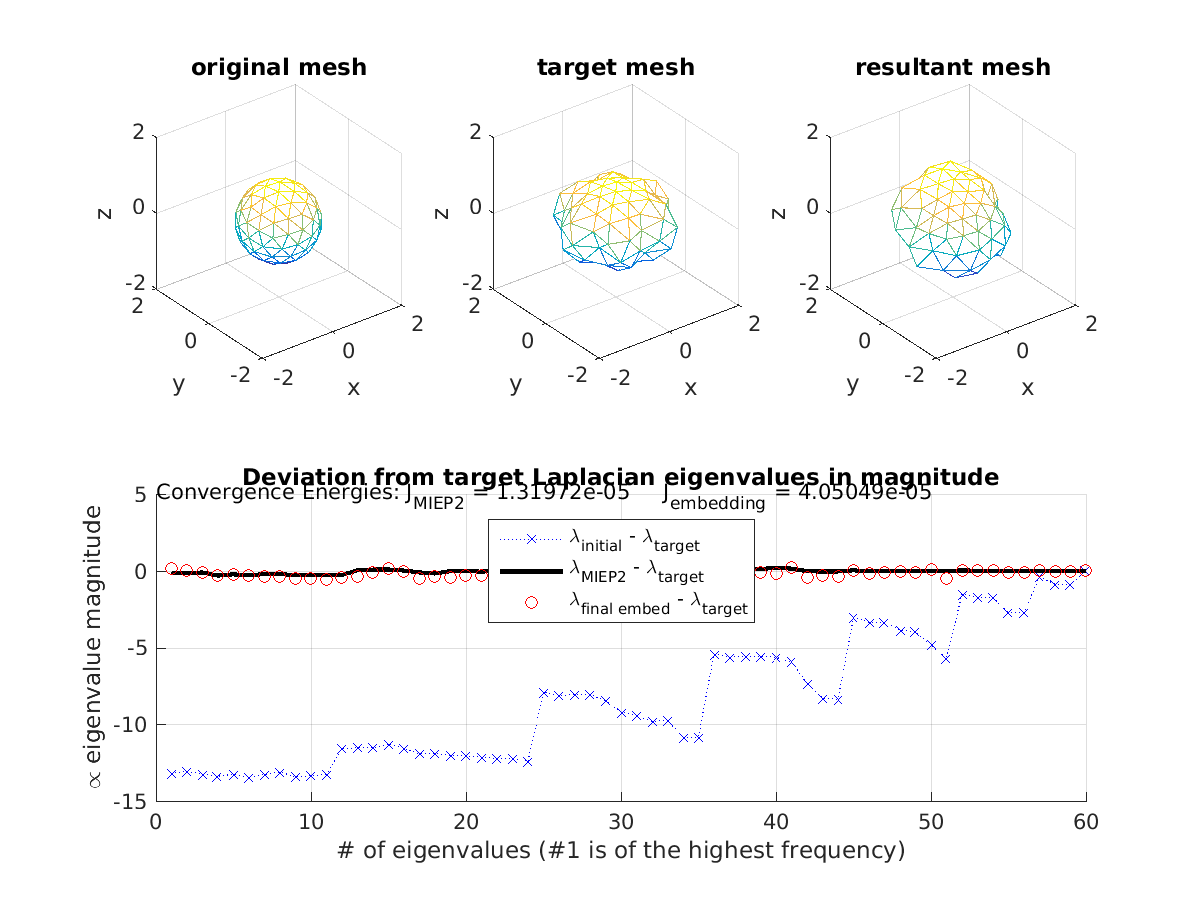 original mesh
target mesh
resultant mesh
2
0
-2
z
2
0
-2
y
-2
0
2
x
2
0
-2
z
2
0
-2
y
-2
0
2
x
2
0
-2
z
2
0
-2
y
-2
0
2
x
Deviation from target Laplacian eigenvalues in magnitude
Convergence Energies: J_MIEP2 = 1.31972e-05 J_embedding = 4.05049e-05
λ_initial - λ_target
λ_MIEP2 - λ_target
λ_final embed - λ_target
5
0
-5
-10
-15
∝ eigenvalue magnitude
0 10 20 30 40 50 60
# of eigenvalues (#1 is of the highest frequency)